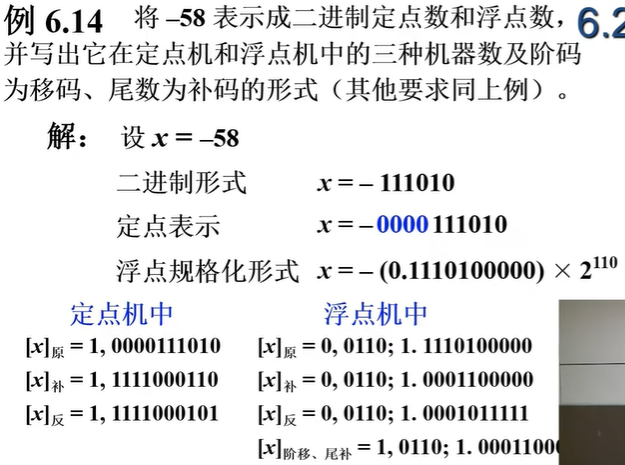 例 6.14 将 –58 表示成二进制定点数和浮点数， 6.2
并写出它在定点机和浮点机中的三种机器数及阶码
为移码、尾数为补码的形式（其他要求同上例）。
解： 设 x = –58
二进制形式 x = – 111010
定点表示 x = – 0000 111010
浮点规格化形式 x = – (0.1110100000) × 2^110
定点机中 浮点机中
[x]原 = 1, 0000111010 [x]原 = 0, 0110; 1. 1110100000
[x]补 = 1, 1111000110 [x]补 = 0, 0110; 1. 0001100000
[x]反 = 1, 1111000101 [x]反 = 0, 0110; 1. 0001011111
[x]阶移、尾补 = 1, 0110; 1. 00011000